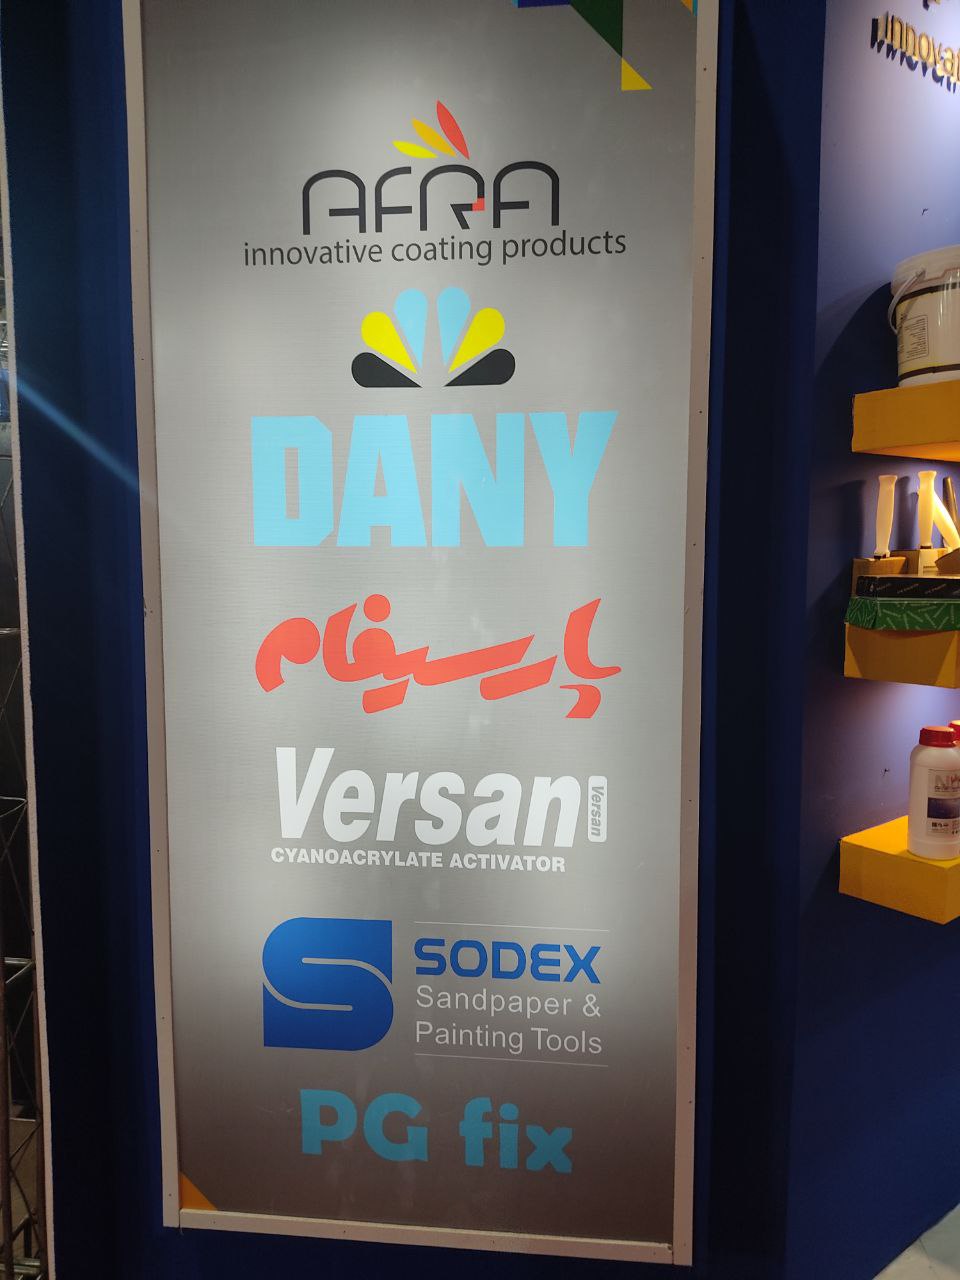 AFRA
innovative coating products
DANY
پارسیفام
Versan
Versan
CYANOACRYLATE ACTIVATOR
SODEX
Sandpaper &
Painting Tools
PG fix